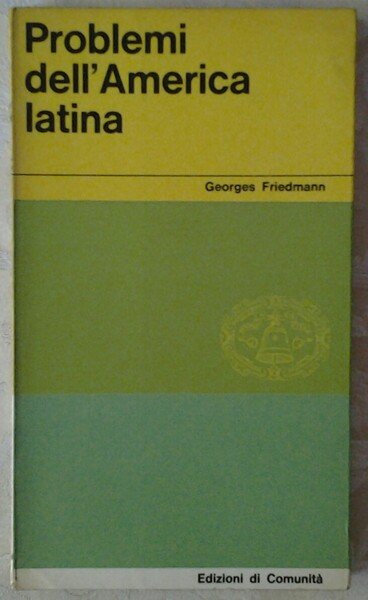 Problemi
dell'America
latina
Georges Friedmann
Edizioni di Comunità